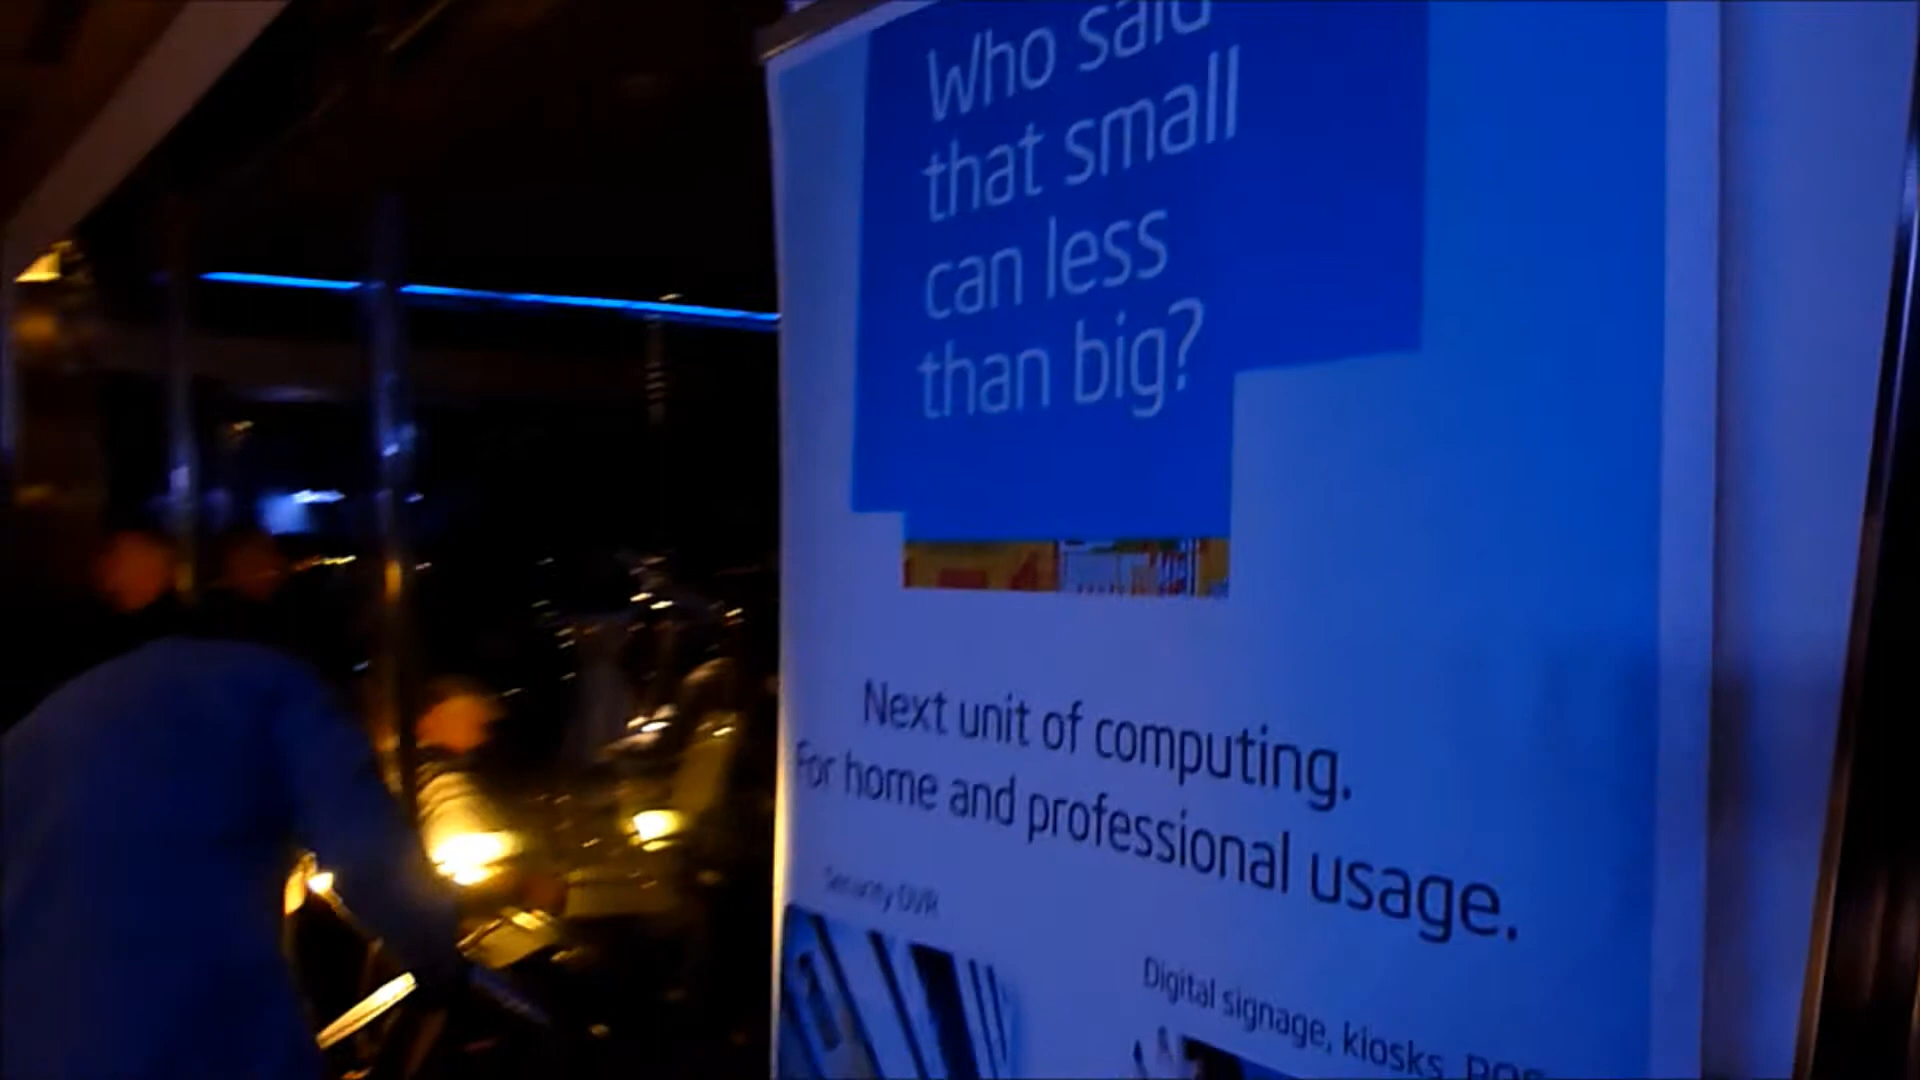 Who said
that small
can less
than big?
Next unit of computing.
For home and professional usage.
Security DVR
Digital signage, kiosks, POS